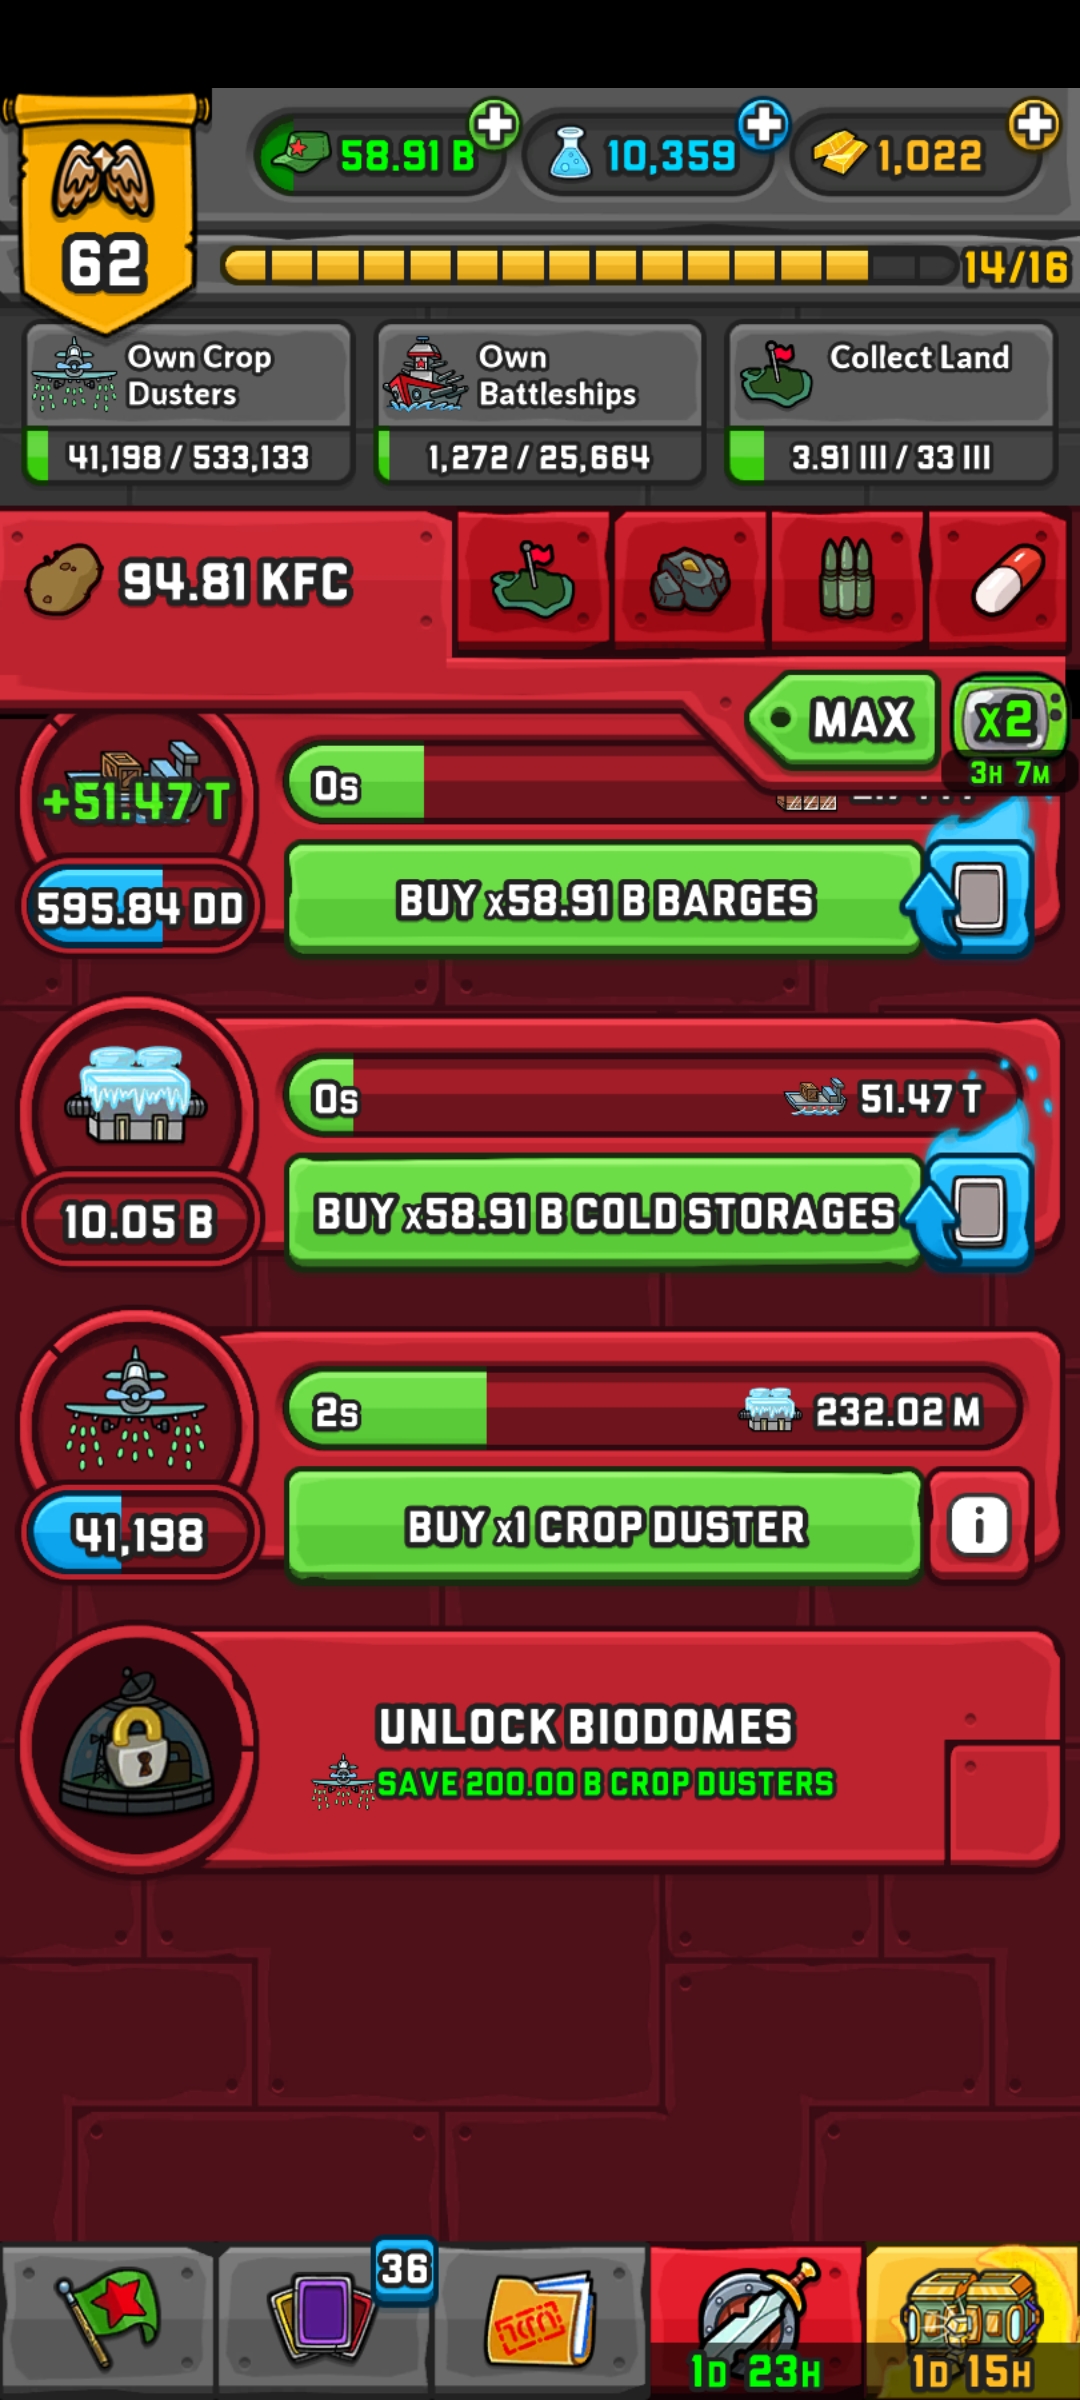 58.91 B
10,359
1,022
62
14/16
Own Crop
Dusters
Own
Battleships
Collect Land
41,198 / 533,133
1,272 / 25,664
3.91 III / 33 III
94.81 KFC
MAX
X2
3H 7M
+51.47 T
0s
595.84 DD
BUY x58.91 B BARGES
0s
51.47 T
10.05 B
BUY x58.91 B COLD STORAGES
2s
232.02 M
41,198
BUY x1 CROP DUSTER
i
UNLOCK BIODOMES
SAVE 200.00 B CROP DUSTERS
36
1D 23H
1D 15H